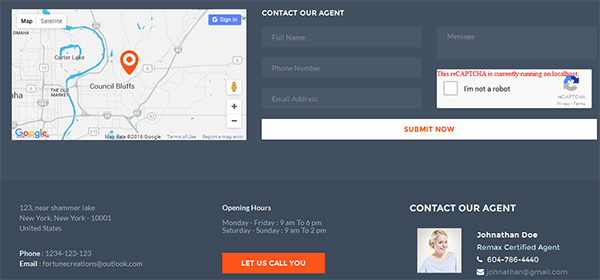 Map Satellite
Sign in
OMAHA
Carter Lake
THE OLD
MARKET
Council Bluffs
+
−
Google
Map data ©2018 Google Terms of Use Report a map error
CONTACT OUR AGENT
Full Name
Phone Number
Email Address
Message
This reCAPTCHA is currently running on localhost
I'm not a robot
reCAPTCHA
Privacy - Terms
SUBMIT NOW
123, near shammer lake
New York, New York - 10001
United States
Phone : 1234-123-123
Email : fortunecreations@outlook.com
Opening Hours
Monday - Friday : 9 am To 6 pm
Saturday - Sunday : 9 am To 2 pm
LET US CALL YOU
CONTACT OUR AGENT
Johnathan Doe
Remax Certified Agent
604-786-4440
johnathan@gmail.com